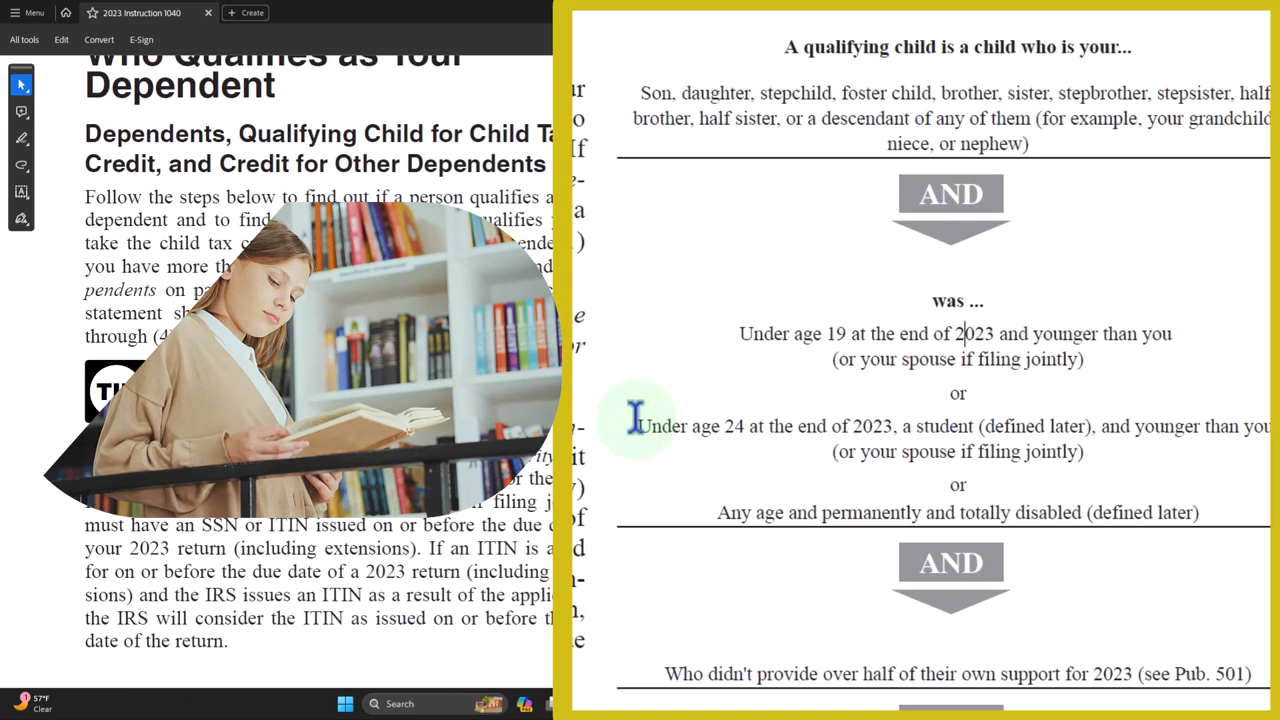 Menu
2023 Instruction 1040
Create
All tools
Edit
Convert
E-Sign
Who Qualifies as Your
Dependent
Dependents, Qualifying Child for Child
Credit, and Credit for Other Dependents
Follow the steps below to find out if a person qualifies
dependent and to find qualifies
take the child tax
you have more
pendents on
statement
through (4)
must have an SSN or ITIN issued on or before the due
your 2023 return (including extensions). If an ITIN is
for on or before the due date of a 2023 return (including
sions) and the IRS issues an ITIN as a result of the
the IRS will consider the ITIN as issued on or before
date of the return.
A qualifying child is a child who is your...
Son, daughter, stepchild, foster child, brother, sister, stepbrother, stepsister, half
brother, half sister, or a descendant of any of them (for example, your grandchild
niece, or nephew)
AND
was ...
Under age 19 at the end of 2023 and younger than you
(or your spouse if filing jointly)
or
Under age 24 at the end of 2023, a student (defined later), and younger than you
(or your spouse if filing jointly)
or
Any age and permanently and totally disabled (defined later)
AND
Who didn't provide over half of their own support for 2023 (see Pub. 501)
1
57°F
Clear
Search